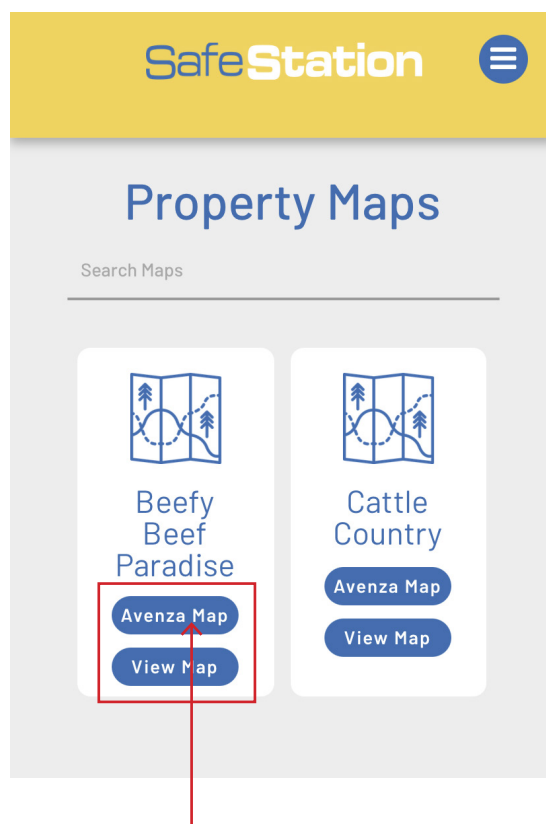 SafeStation
Property Maps
Search Maps
Beefy
Beef
Paradise
Avenza Map
View Map
Cattle
Country
Avenza Map
View Map